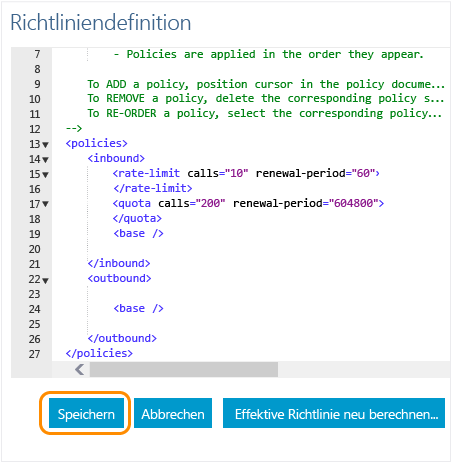 Richtliniendefinition
7 - Policies are applied in the order they appear.
8
9 To ADD a policy, position cursor in the policy docume...
10 To REMOVE a policy, delete the corresponding policy s...
11 To RE-ORDER a policy, select the corresponding policy...
12 -->
13 <policies>
14 <inbound>
15 <rate-limit calls="10" renewal-period="60">
16 </rate-limit>
17 <quota calls="200" renewal-period="604800">
18 </quota>
19 <base />
20
21 </inbound>
22 <outbound>
23
24 <base />
25
26 </outbound>
27 </policies>
Speichern Abbrechen Effektive Richtlinie neu berechnen...